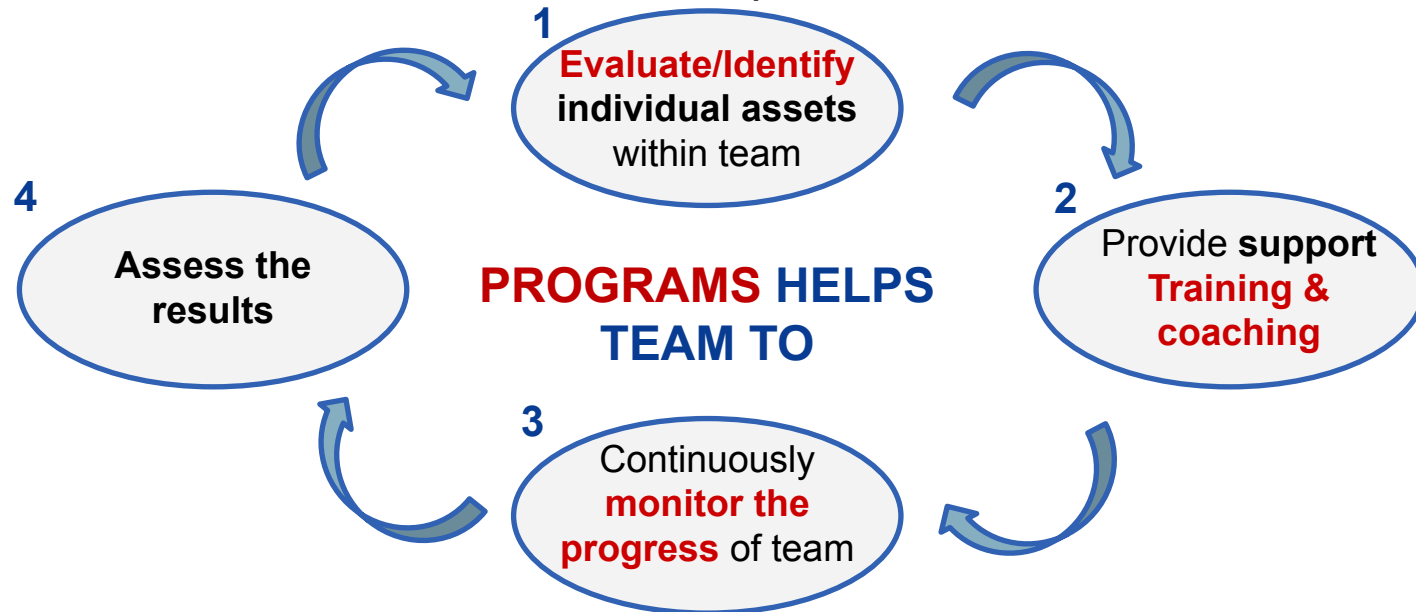 1
Evaluate/Identify
individual assets
within team
2
Provide support
Training &
coaching
PROGRAMS HELPS
TEAM TO
3
Continuously
monitor the
progress of team
4
Assess the
results